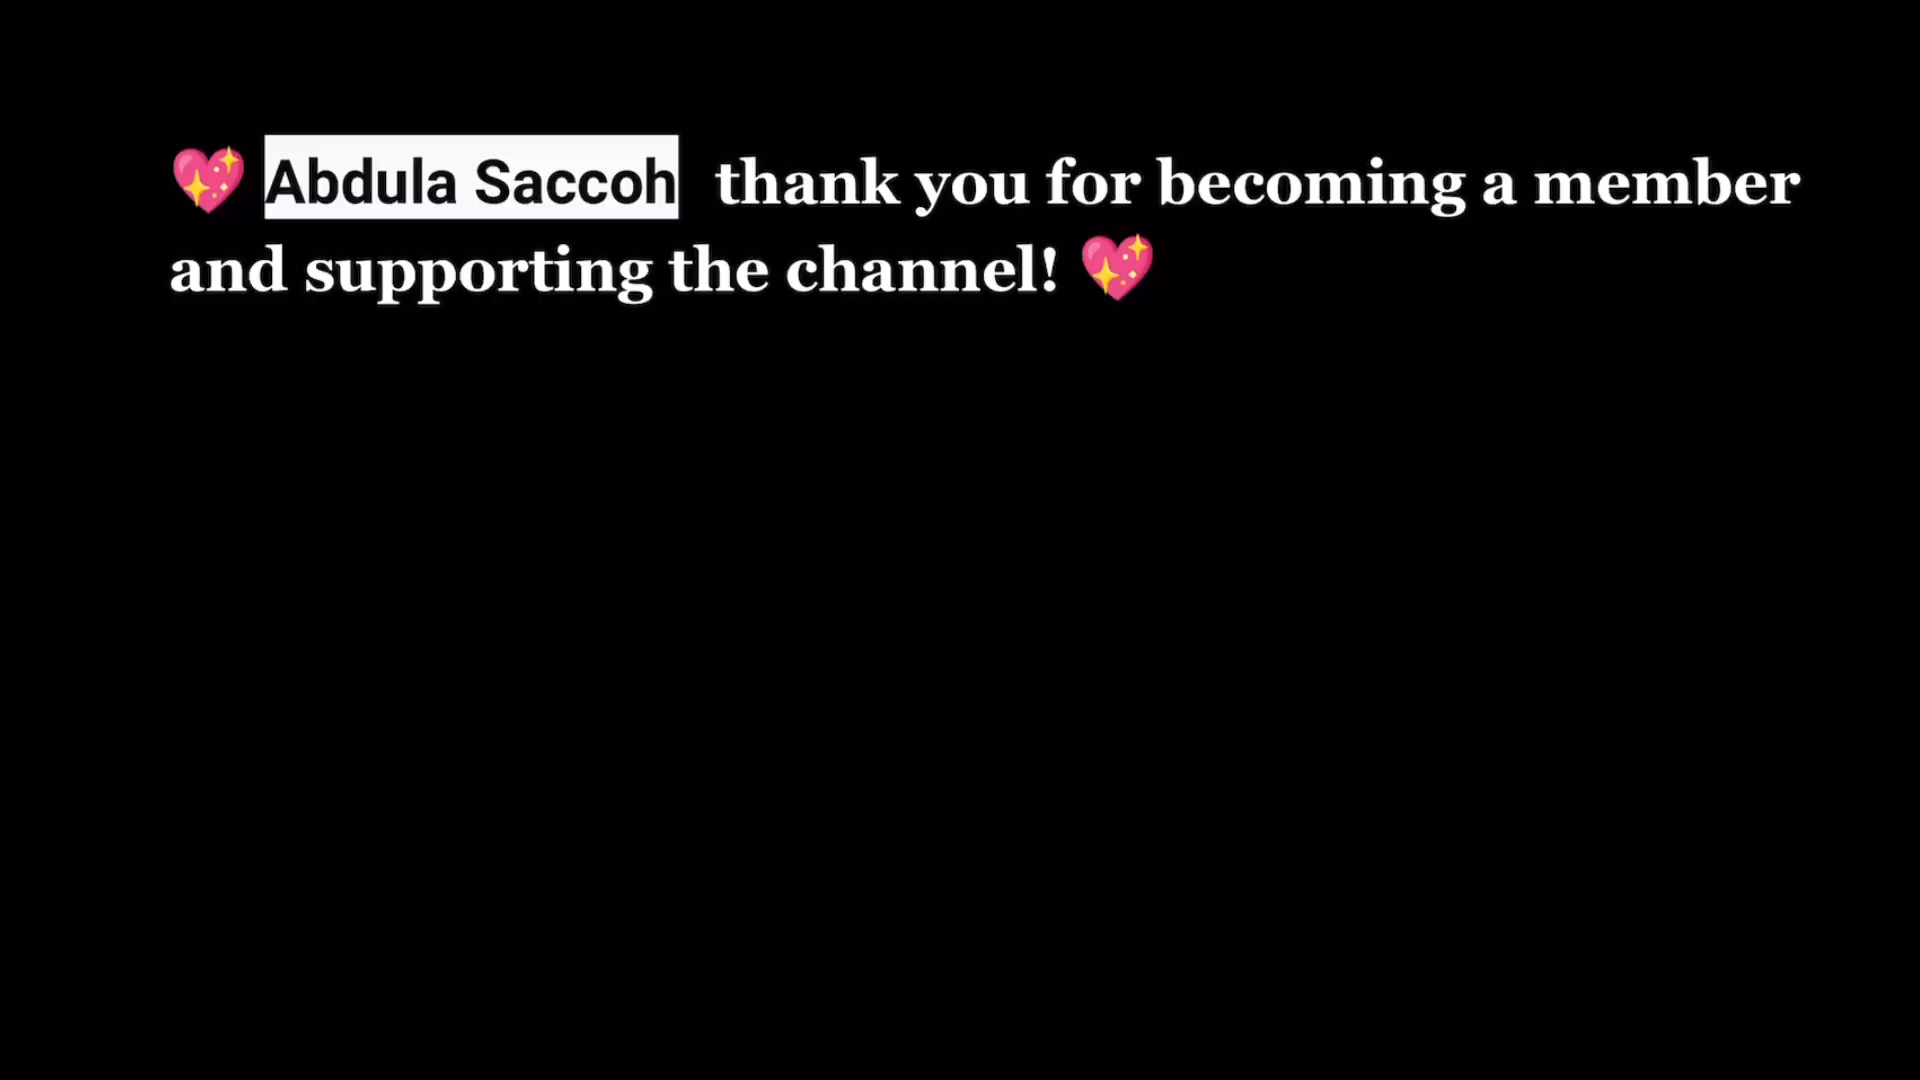 💖 Abdula Saccoh thank you for becoming a member
and supporting the channel! 💖